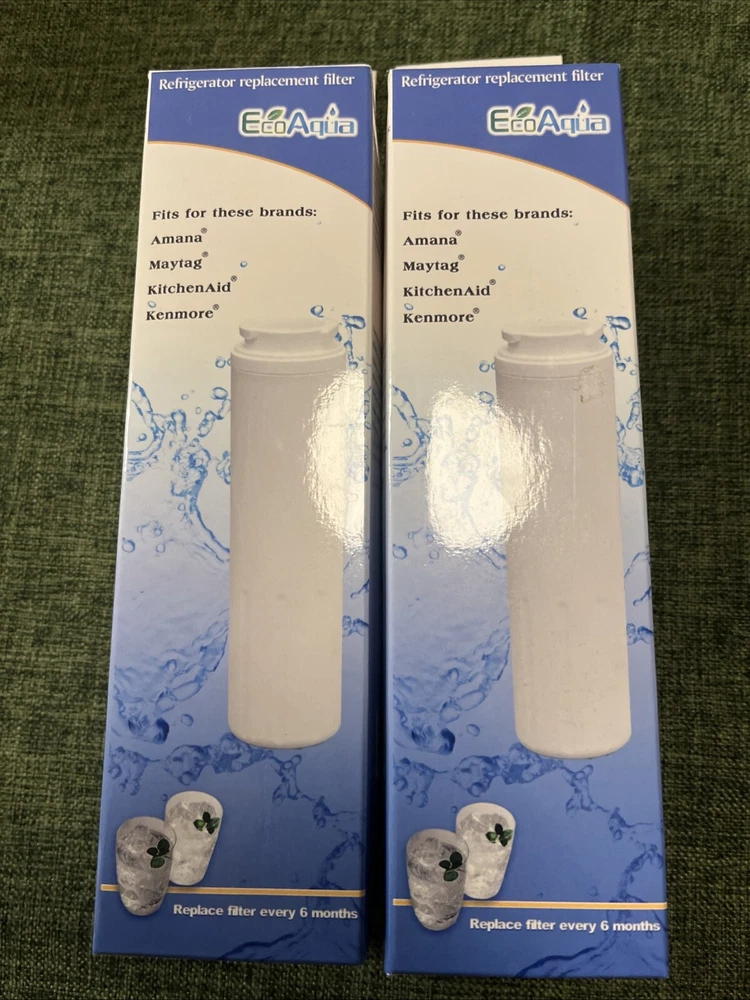 Refrigerator replacement filter
EcoAqua
Fits for these brands:
Amana®
Maytag®
KitchenAid®
Kenmore®
Replace filter every 6 months
Refrigerator replacement filter
EcoAqua
Fits for these brands:
Amana®
Maytag®
KitchenAid®
Kenmore®
Replace filter every 6 months